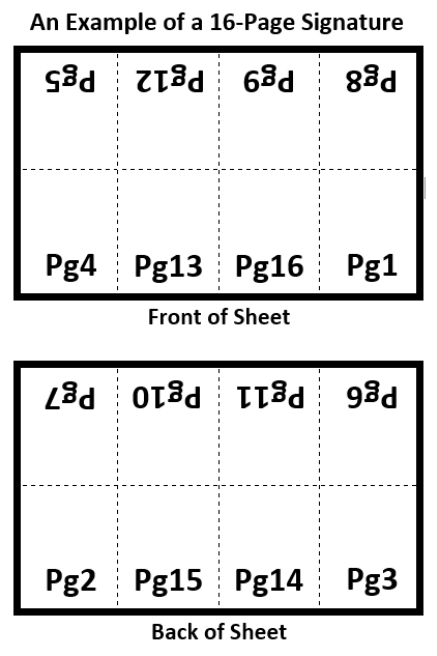 An Example of a 16-Page Signature
Pg5 Pg12 Pg9 Pg8
Pg4 Pg13 Pg16 Pg1
Front of Sheet
Pg7 Pg10 Pg11 Pg6
Pg2 Pg15 Pg14 Pg3
Back of Sheet